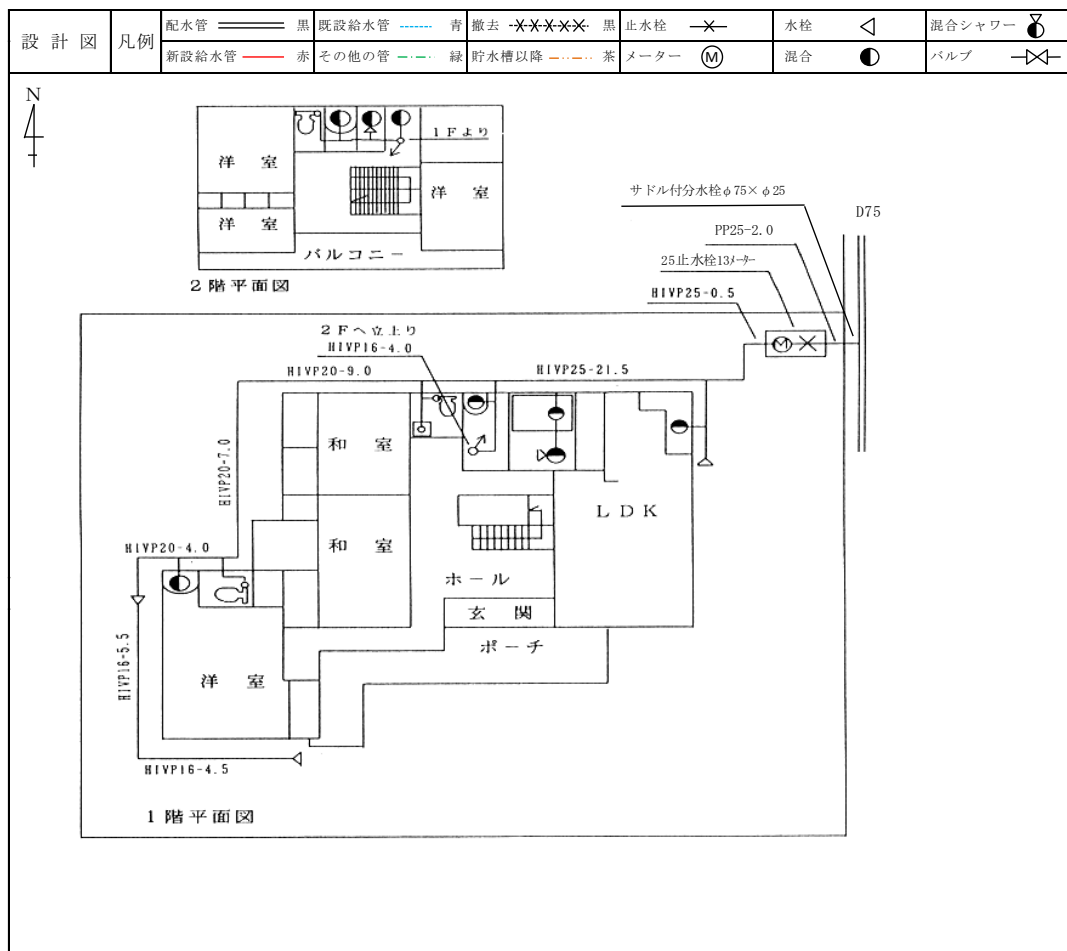 設計図
凡例
配水管 黒
既設給水管 青
撤去 黒
止水栓
水栓
混合シャワー
新設給水管 赤
その他の管 緑
貯水槽以降 茶
メーター M
混合
バルブ
N
1Fより
洋室
洋室
洋室
バルコニー
2階平面図
サドル付分水栓φ75×φ25
D75
PP25-2.0
25止水栓13メーター
HIVP25-0.5
M
2Fへ立上り
HIVP16-4.0
HIVP20-9.0
HIVP25-21.5
和室
HIVP20-7.0
LDK
和室
HIVP20-4.0
ホール
玄関
ポーチ
HIVP16-5.5
洋室
HIVP16-4.5
1階平面図